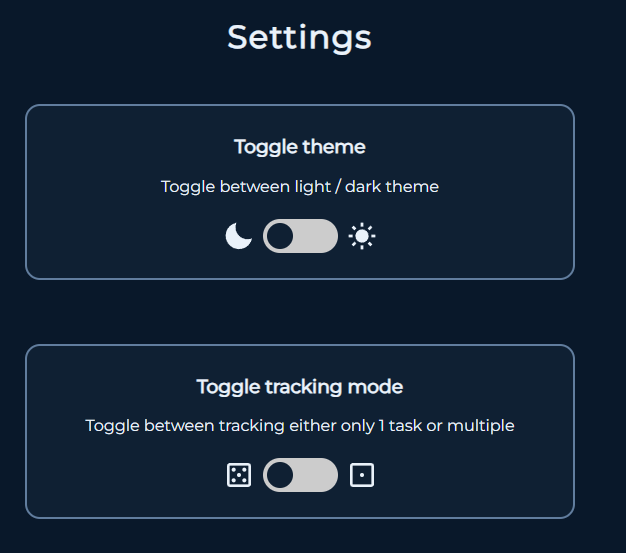 Settings
Toggle theme
Toggle between light / dark theme
Toggle tracking mode
Toggle between tracking either only 1 task or multiple